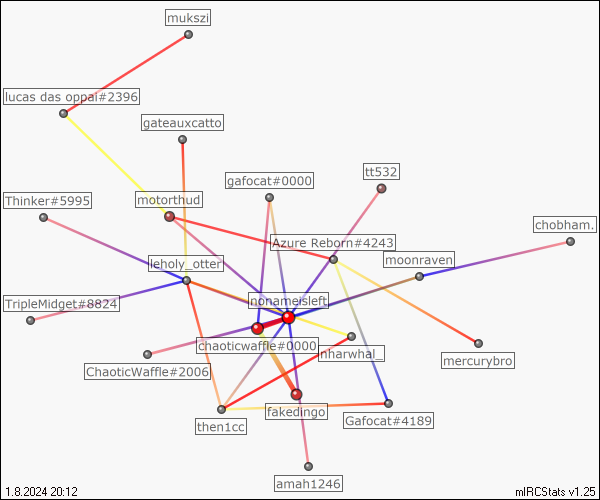 mukszi
lucas das oppai#2396
gateauxcatto
tt532
gafocat#0000
Thinker#5995
motorthud
chobham.
Azure Reborn#4243
moonraven
leholy_otter
nonameisleft
TripleMidget#8824
chaoticwaffle#0000
nharwhal_
mercurybro
ChaoticWaffle#2006
fakedingo
Gafocat#4189
then1cc
amah1246
1.8.2024 20:12
mIRCStats v1.25